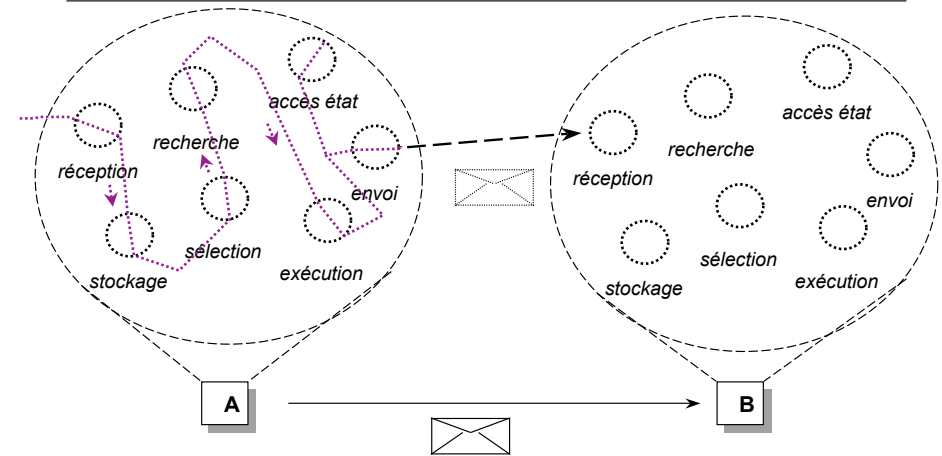 accès état
recherche
réception
envoi
sélection
exécution
stockage
accès état
recherche
réception
envoi
sélection
exécution
stockage
A
B